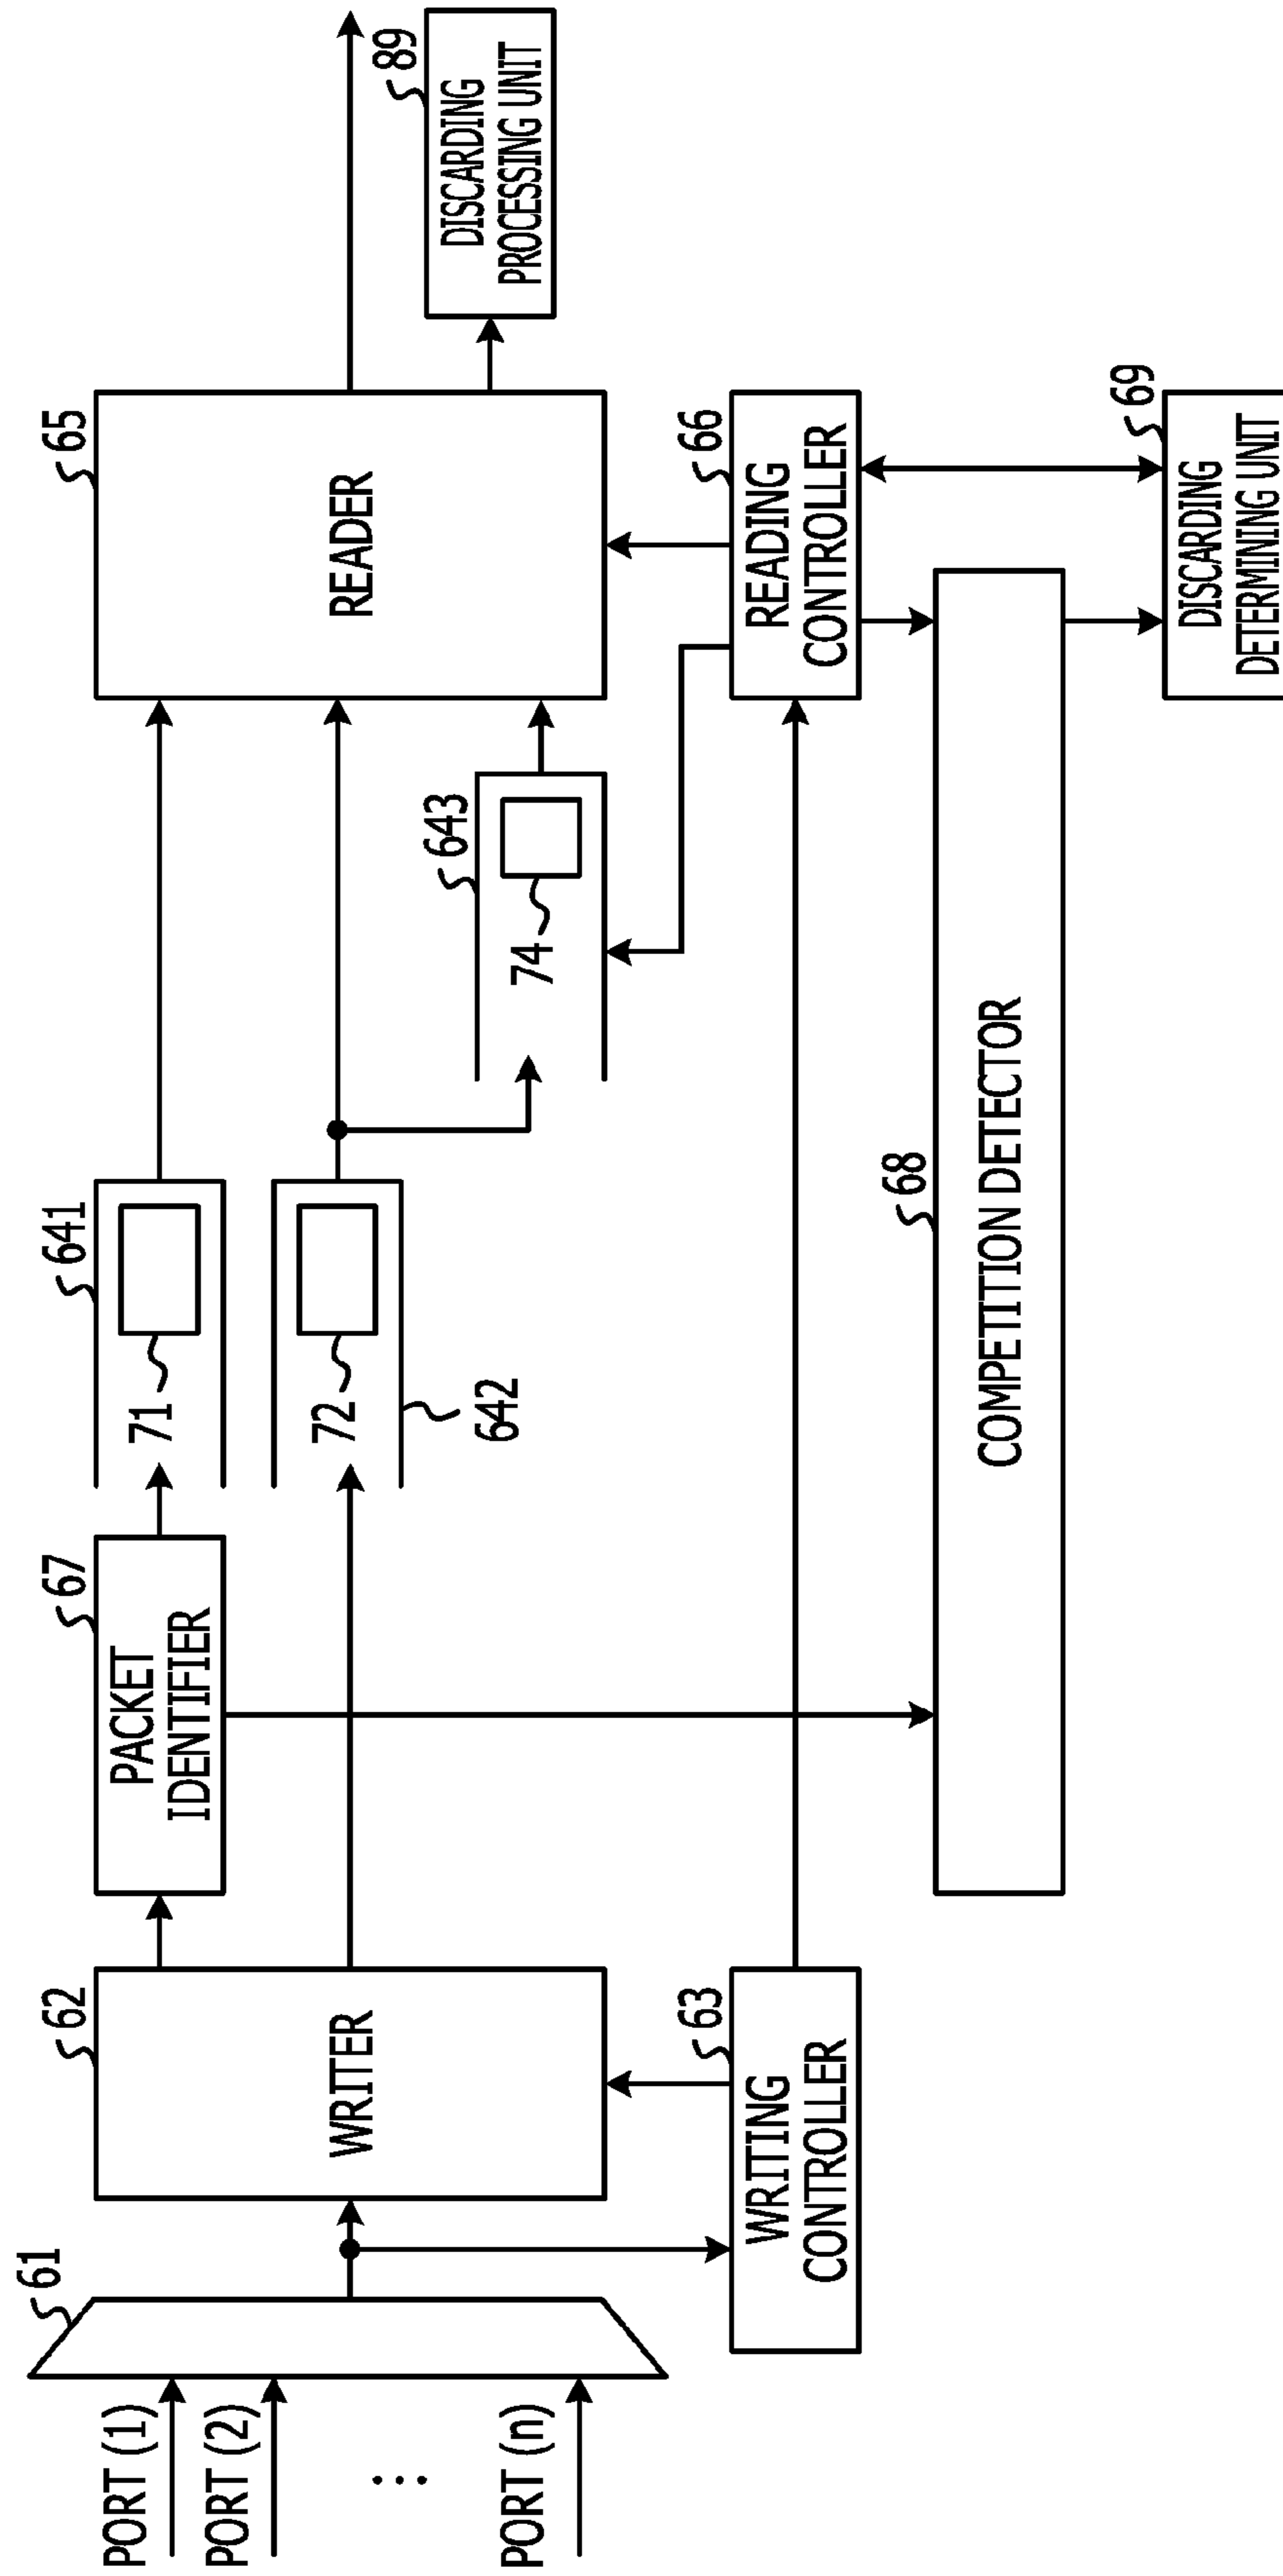 PORT (1)
PORT (2)
...
PORT (n)
61
62
WRITER
63
WRITING
CONTROLLER
67
PACKET
IDENTIFIER
641
71
72
642
643
74
65
READER
66
READING
CONTROLLER
68
COMPETITION DETECTOR
69
DISCARDING
DETERMINING UNIT
89
DISCARDING
PROCESSING UNIT